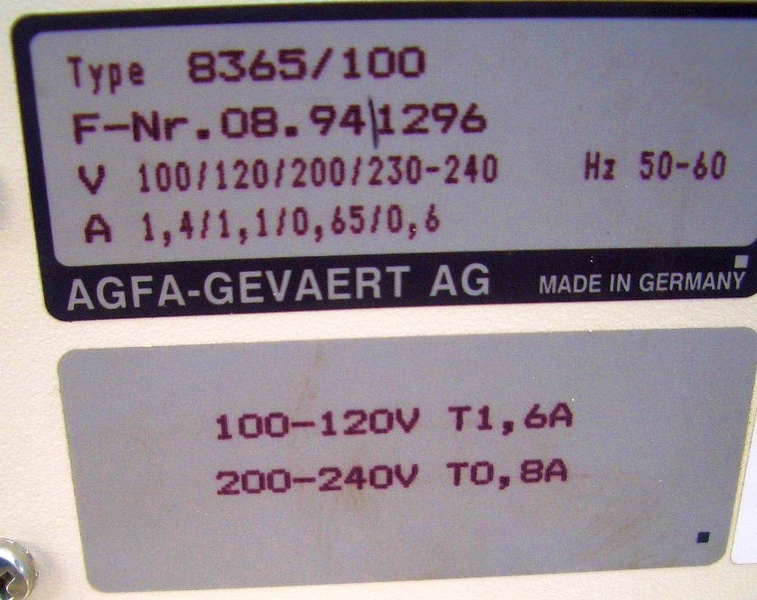 Type 8365/100
F-Nr.08.94|1296
V 100/120/200/230-240 Hz 50-60
A 1,4/1,1/0,65/0,6
AGFA-GEVAERT AG MADE IN GERMANY
100-120V T1,6A
200-240V T0,8A